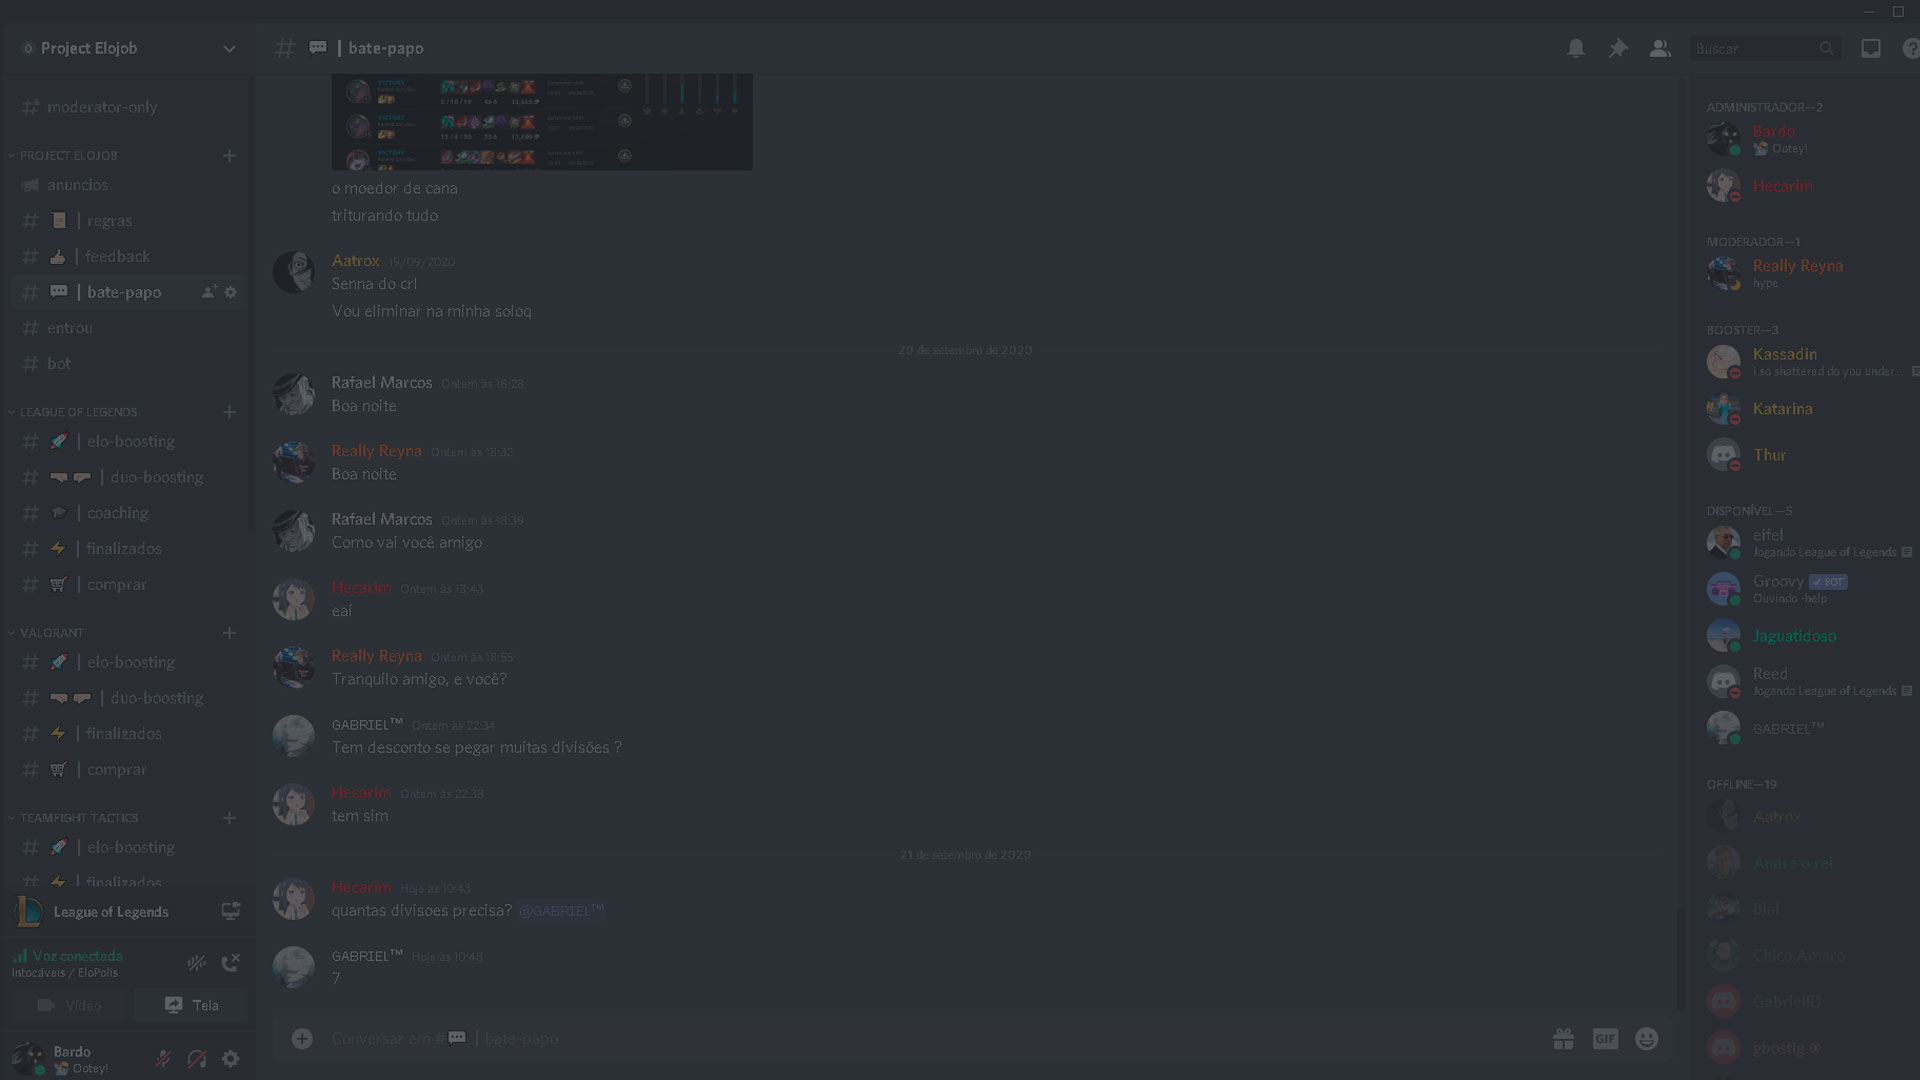 Project Elojob
moderator-only
PROJECT ELOJOB
anuncios
| regras
| feedback
| bate-papo
entrou
bot
LEAGUE OF LEGENDS
| elo-boosting
| duo-boosting
| coaching
| finalizados
| comprar
VALORANT
| elo-boosting
| duo-boosting
| finalizados
| comprar
TEAMFIGHT TACTICS
| elo-boosting
| finalizados
League of Legends
Voz conectada
Intocáveis / EloPolis
Vídeo
Tela
Bardo
Ootey!
# | bate-papo
Buscar
VICTORY
VICTORY
VICTORY
o moedor de cana
triturando tudo
Aatrox 19/09/2020
Senna do crl
Vou eliminar na minha soloq
20 de setembro de 2020
Rafael Marcos Ontem às 18:28
Boa noite
Really Reyna Ontem às 18:32
Boa noite
Rafael Marcos Ontem às 18:39
Como vai você amigo
Hecarim Ontem às 18:43
eai
Really Reyna Ontem às 18:55
Tranquilo amigo, e você?
GABRIEL™ Ontem às 22:34
Tem desconto se pegar muitas divisões ?
Hecarim Ontem às 22:38
tem sim
21 de setembro de 2020
Hecarim Hoje às 10:43
quantas divisoes precisa? @GABRIEL™
GABRIEL™ Hoje às 10:48
7
Conversar em # | bate-papo
GIF
ADMINISTRADOR—2
Bardo
Ootey!
Hecarim
MODERADOR—1
Really Reyna
hype
BOOSTER—3
Kassadin
i so shattered do you under...
Katarina
Thur
DISPONÍVEL—5
eifel
Jogando League of Legends
Groovy BOT
Ouvindo -help
Jaguatidoso
Reed
Jogando League of Legends
GABRIEL™
OFFLINE—19
Aatrox
André o rei
Biel
Chico Amaro
GabrielID
gbostig